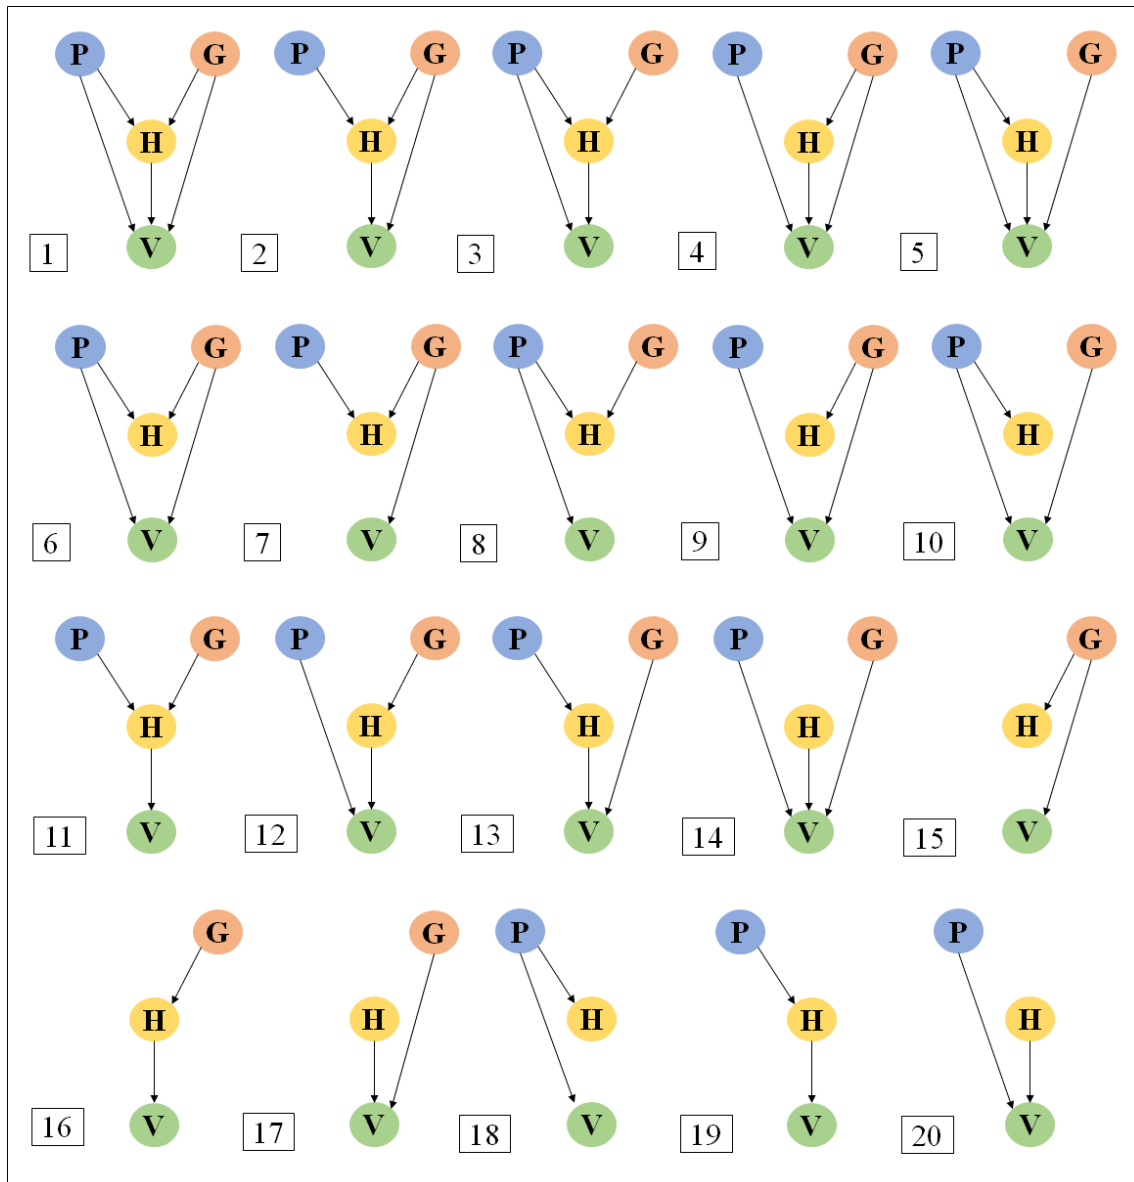 P G P G P G P G P G
H H H H H
1 V 2 V 3 V 4 V 5 V
P G P G P G P G P G
H H H H H
6 V 7 V 8 V 9 V 10 V
P G P G P G P G G
H H H H H
11 V 12 V 13 V 14 V 15 V
G G P P P
H H H H H
16 V 17 V 18 V 19 V 20 V